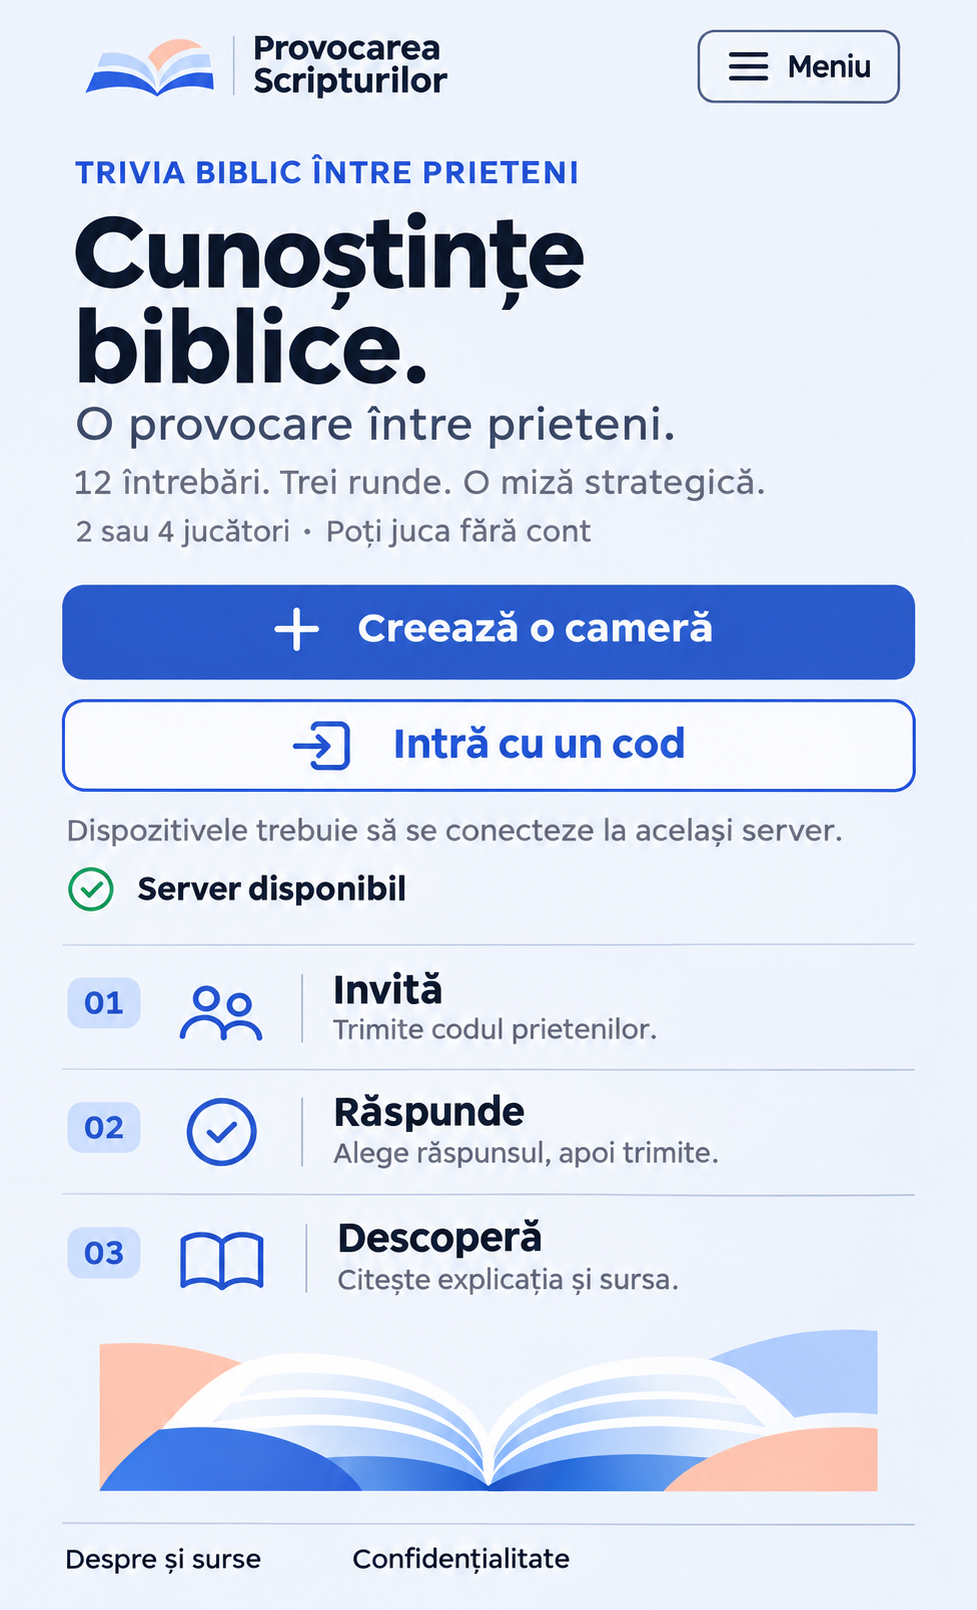 Provocarea
Scripturilor
Meniu
TRIVIA BIBLIC ÎNTRE PRIETENI
Cunoștințe
biblice.
O provocare între prieteni.
12 întrebări. Trei runde. O miză strategică.
2 sau 4 jucători • Poți juca fără cont
Creează o cameră
Intră cu un cod
Dispozitivele trebuie să se conecteze la același server.
Server disponibil
01
Invită
Trimite codul prietenilor.
02
Răspunde
Alege răspunsul, apoi trimite.
03
Descoperă
Citește explicația și sursa.
Despre și surse
Confidențialitate